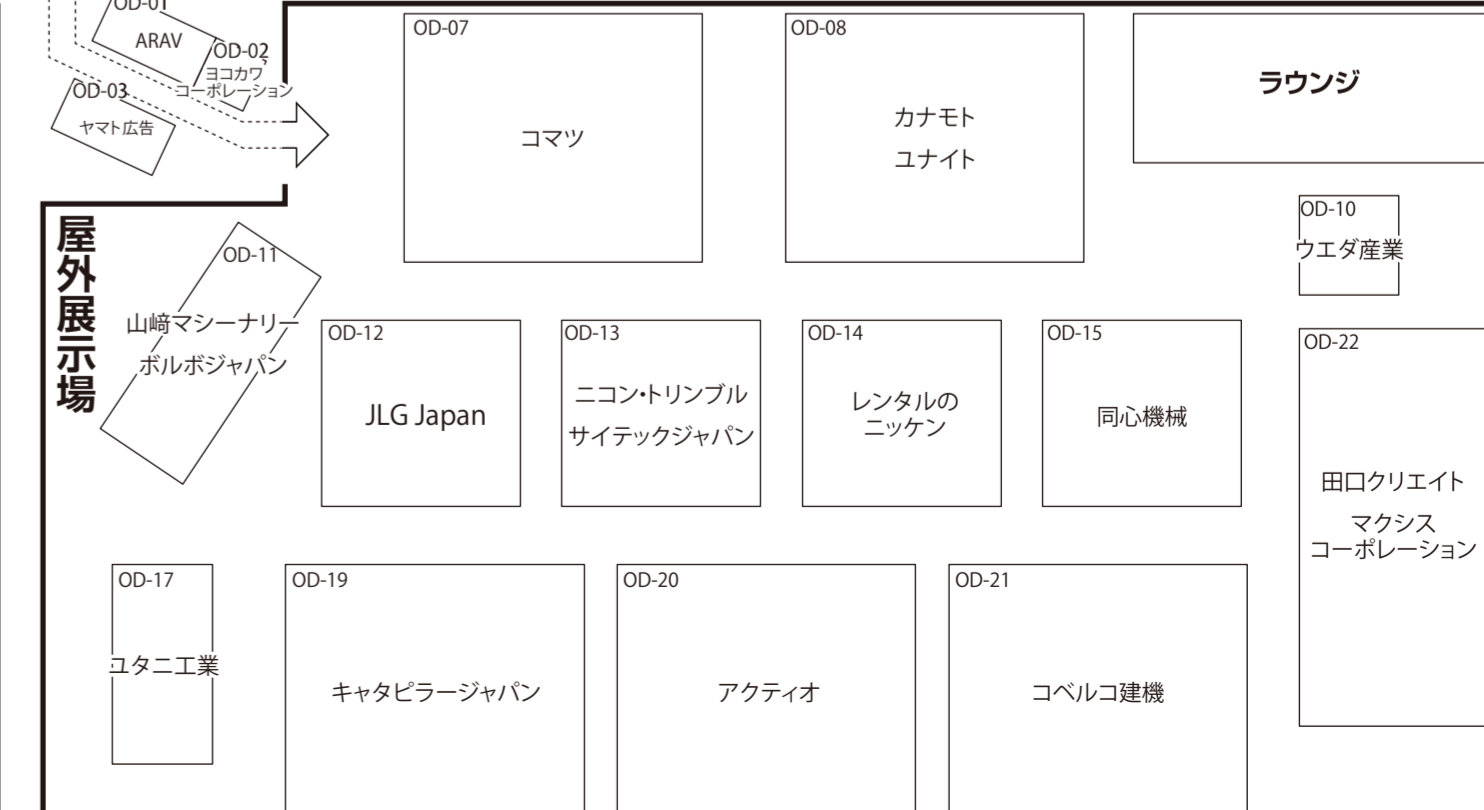 OD-01
ARAV
OD-02
ヨコカワ
コーポレーション
OD-03
ヤマト広告
OD-07
コマツ
OD-08
カナモト
ユナイト
ラウンジ
OD-10
ウエダ産業
屋外展示場
OD-11
山﨑マシーナリー
ボルボジャパン
OD-12
JLG Japan
OD-13
ニコン・トリンブル
サイテックジャパン
OD-14
レンタルの
ニッケン
OD-15
同心機械
OD-22
田口クリエイト
マクシス
コーポレーション
OD-17
ユタニ工業
OD-19
キャタピラージャパン
OD-20
アクティオ
OD-21
コベルコ建機